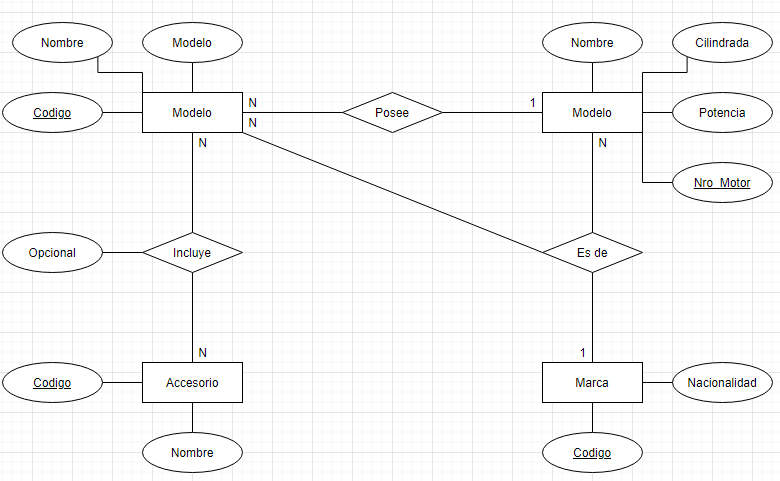 Nombre
Modelo
Nombre
Cilindrada
Codigo
Modelo
N
N
Posee
1
Modelo
Potencia
N
N
Nro_Motor
Opcional
Incluye
Es de
N
1
Codigo
Accesorio
Marca
Nacionalidad
Nombre
Codigo